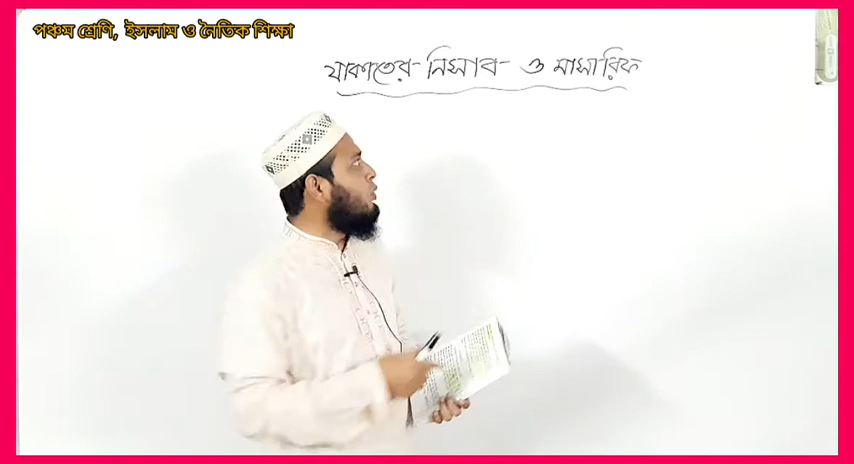 পঞ্চম শ্রেণি, ইসলাম ও নৈতিক শিক্ষা
যাকাতের নিসাব ও মাসারিফ